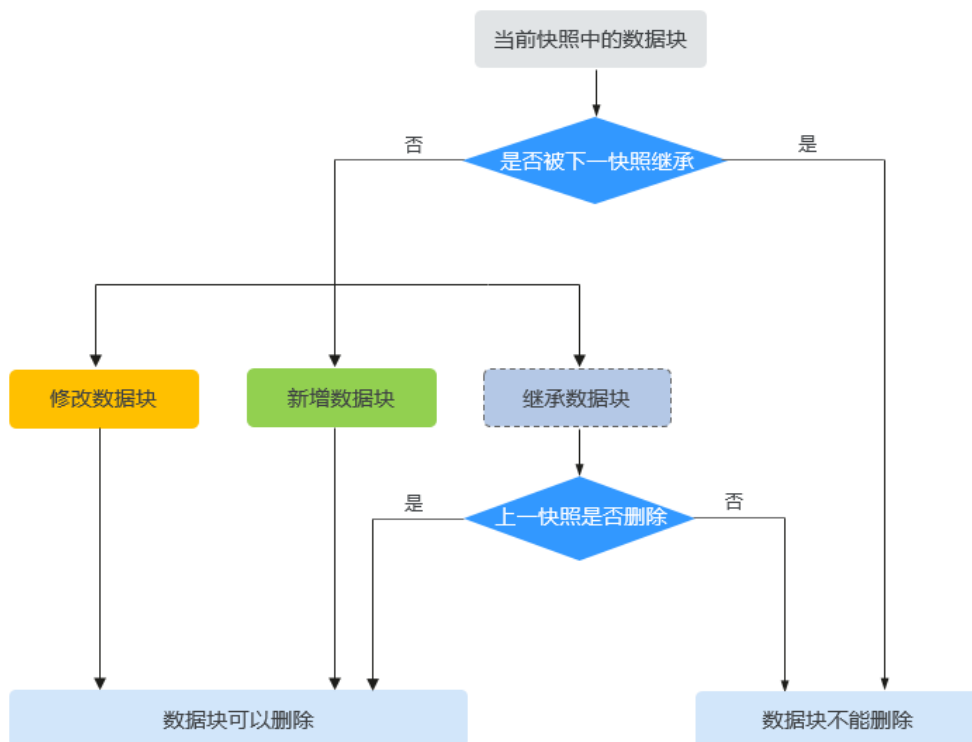 当前快照中的数据块
否
是
是否被下一快照继承
修改数据块
新增数据块
继承数据块
是
否
上一快照是否删除
数据块可以删除
数据块不能删除